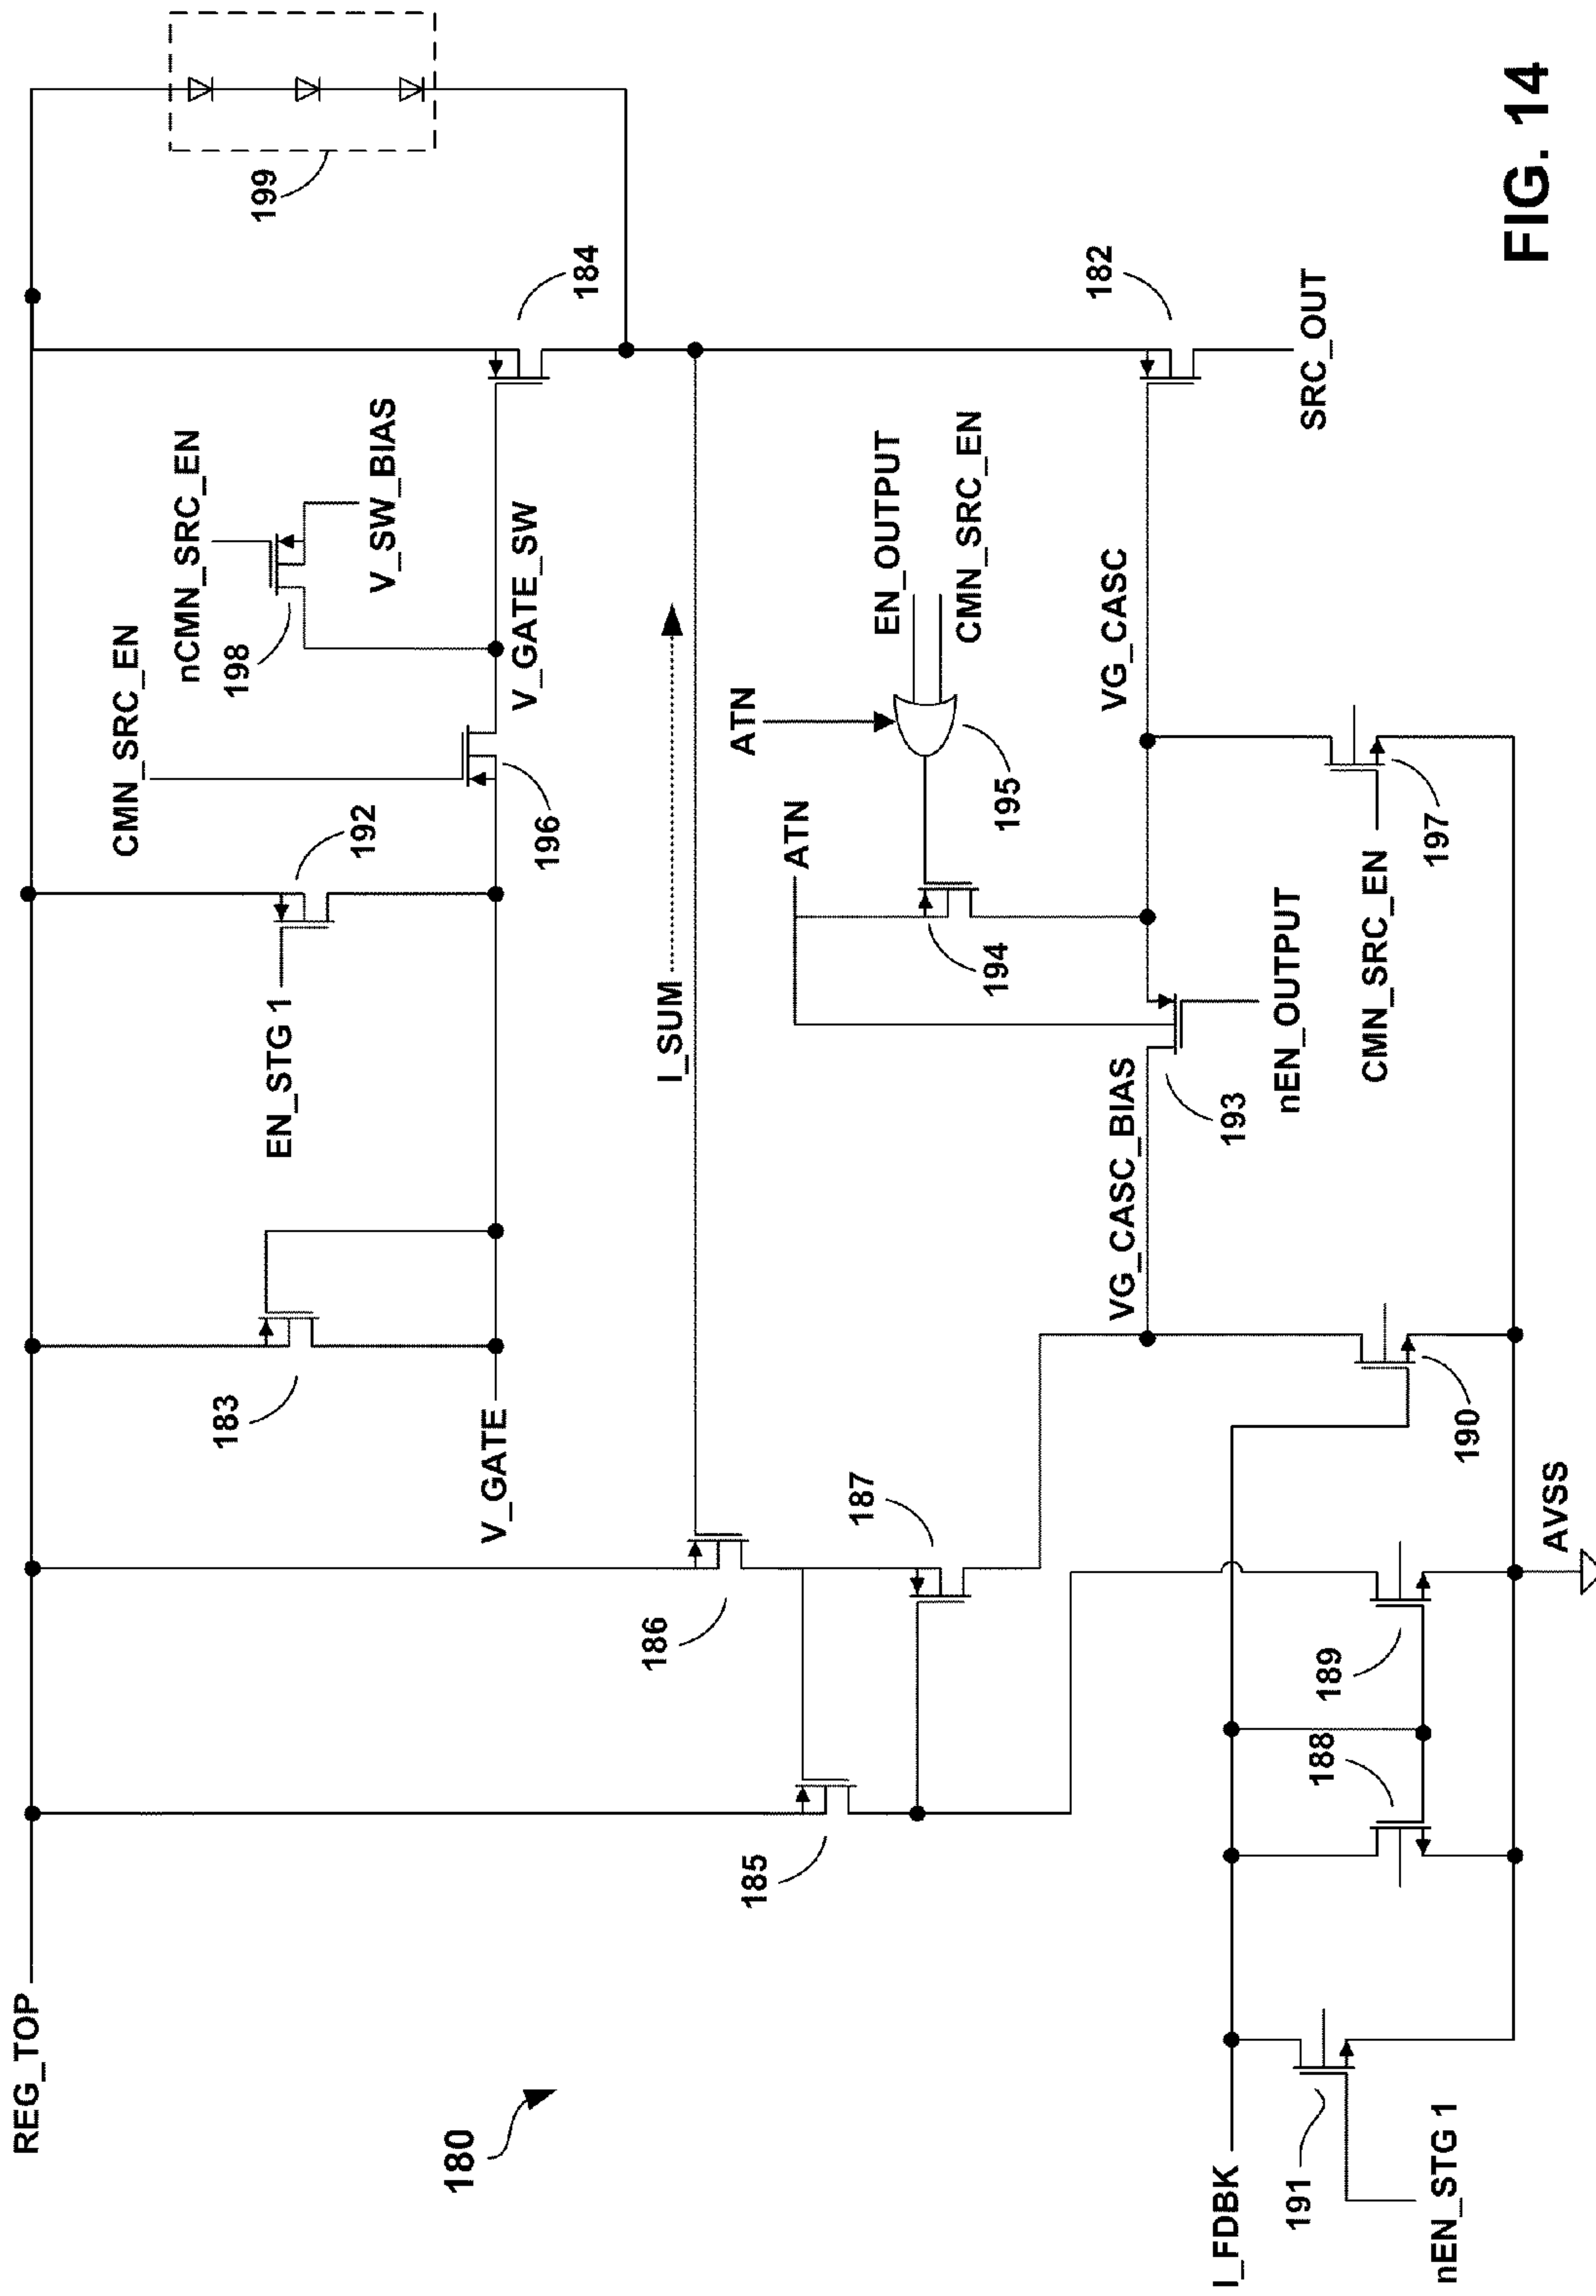 REG_TOP
180
183
V_GATE
EN_STG 1
192
CMN_SRC_EN
196
nCMN_SRC_EN
198
V_SW_BIAS
V_GATE_SW
184
199
I_SUM
185
186
187
ATN
ATN
194
195
EN_OUTPUT
CMN_SRC_EN
VG_CASC_BIAS
193
nEN_OUTPUT
VG_CASC
182
SRC_OUT
I_FDBK
191
nEN_STG 1
188
189
190
CMN_SRC_EN
197
AVSS
FIG. 14